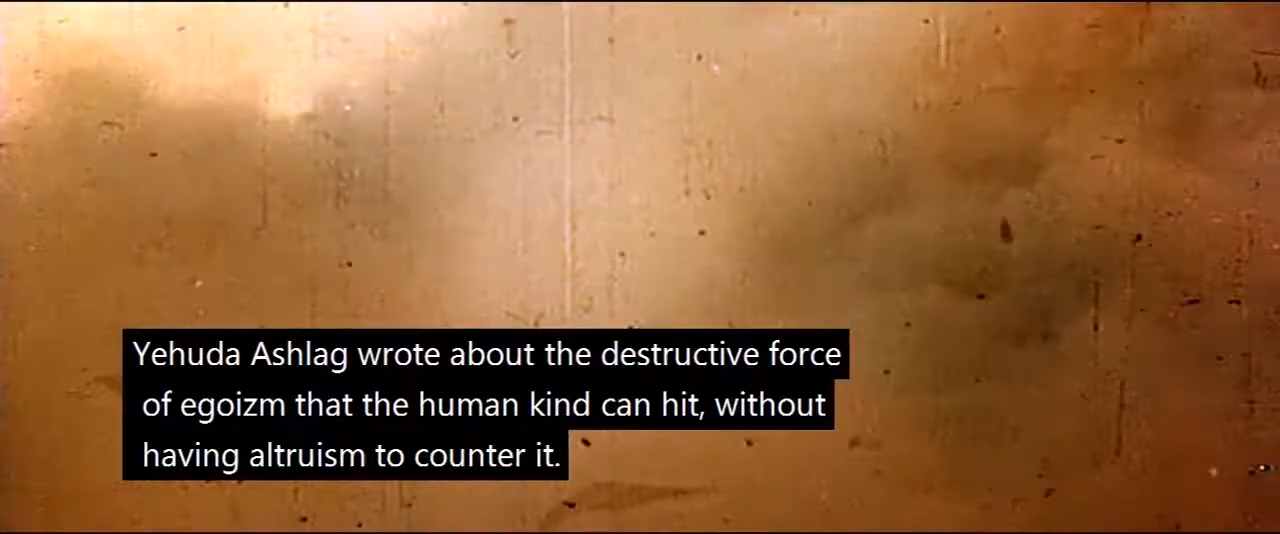 Yehuda Ashlag wrote about the destructive force
of egoizm that the human kind can hit, without
having altruism to counter it.